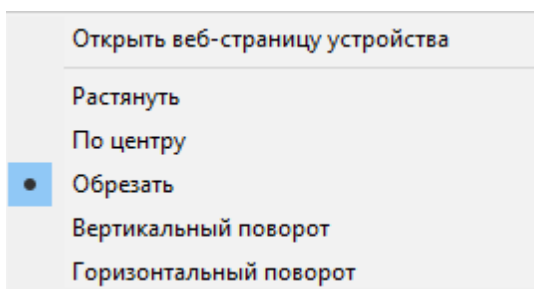 Открыть веб-страницу устройства
Растянуть
По центру
Обрезать
Вертикальный поворот
Горизонтальный поворот